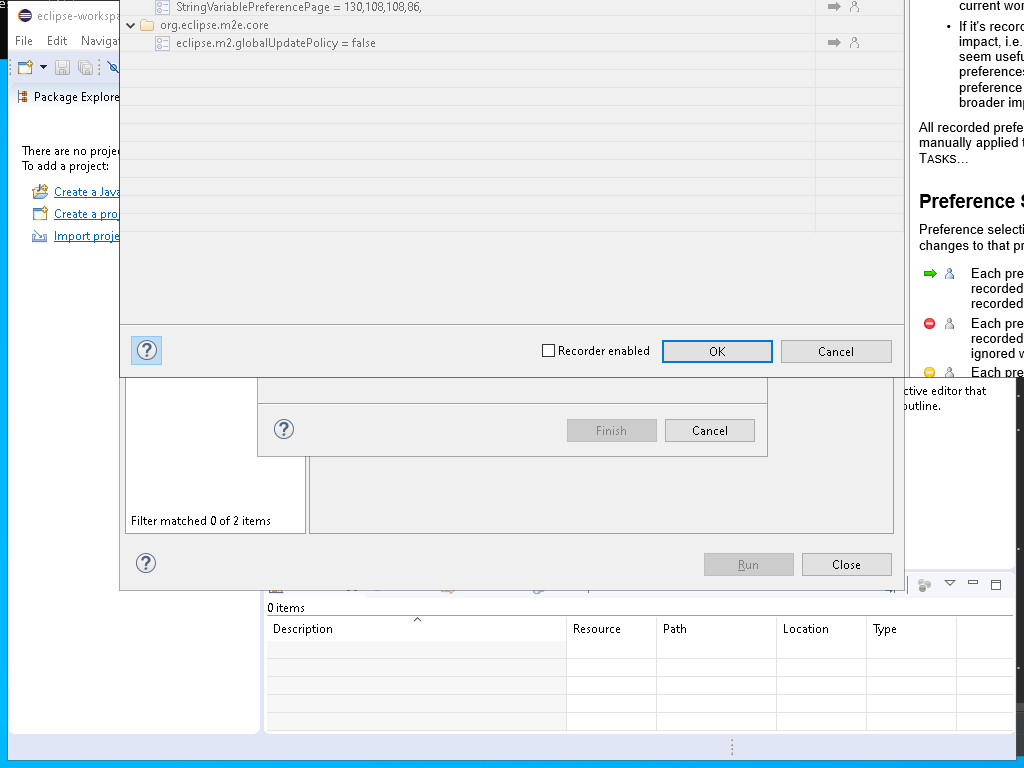 eclipse-workspa
File Edit Naviga
Package Explore
There are no projec
To add a project:
Create a Java
Create a pro
Import proje
StringVariablePreferencePage = 130,108,108,86,
org.eclipse.m2e.core
eclipse.m2.globalUpdatePolicy = false
Recorder enabled
OK
Cancel
current wor
• If it's record
impact, i.e.
seem usefu
preferences
preference
broader imp
All recorded prefe
manually applied t
TASKS...
Preference S
Preference selecti
changes to that pr
Each pre
recorded
recorded
Each pre
recorded
ignored w
Each pre
ctive editor that
outline.
Finish
Cancel
Filter matched 0 of 2 items
Run
Close
0 items
Description Resource Path Location Type